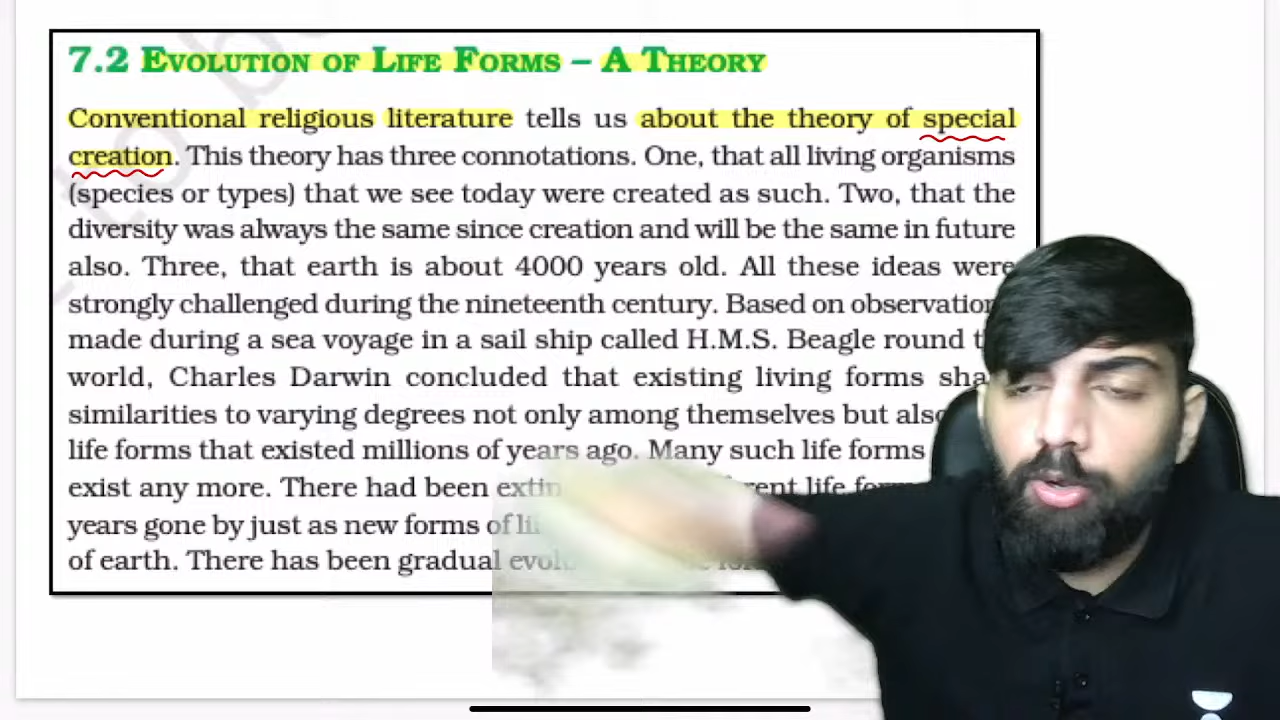 7.2 EVOLUTION OF LIFE FORMS – A THEORY
Conventional religious literature tells us about the theory of special
creation. This theory has three connotations. One, that all living organisms
(species or types) that we see today were created as such. Two, that the
diversity was always the same since creation and will be the same in future
also. Three, that earth is about 4000 years old. All these ideas were
strongly challenged during the nineteenth century. Based on
made during a sea voyage in a sail ship called H.M.S. Beagle round
world, Charles Darwin concluded that existing living forms
similarities to varying degrees not only among themselves but also
life forms that existed millions of years ago. Many such life forms
exist any more. There had been life
years gone by just as new forms of
of earth. There has been gradual